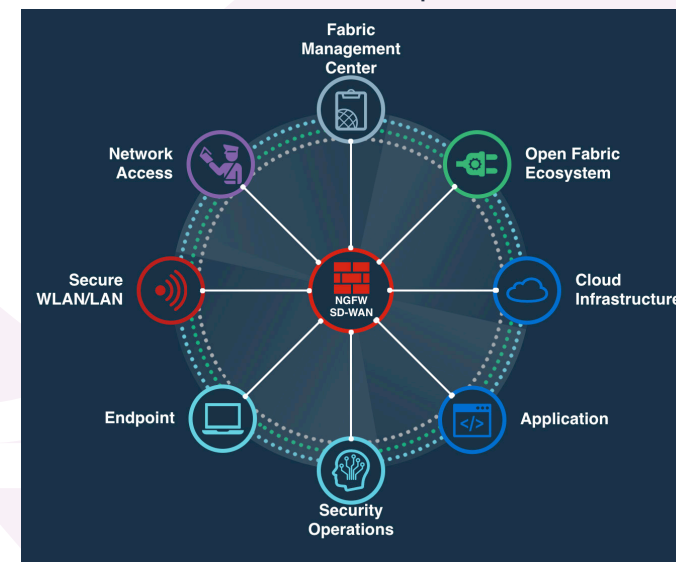 Fabric
Management
Center
Network
Access
Open Fabric
Ecosystem
Secure
WLAN/LAN
NGFW
SD-WAN
Cloud
Infrastructure
Endpoint
</>
Application
Security
Operations